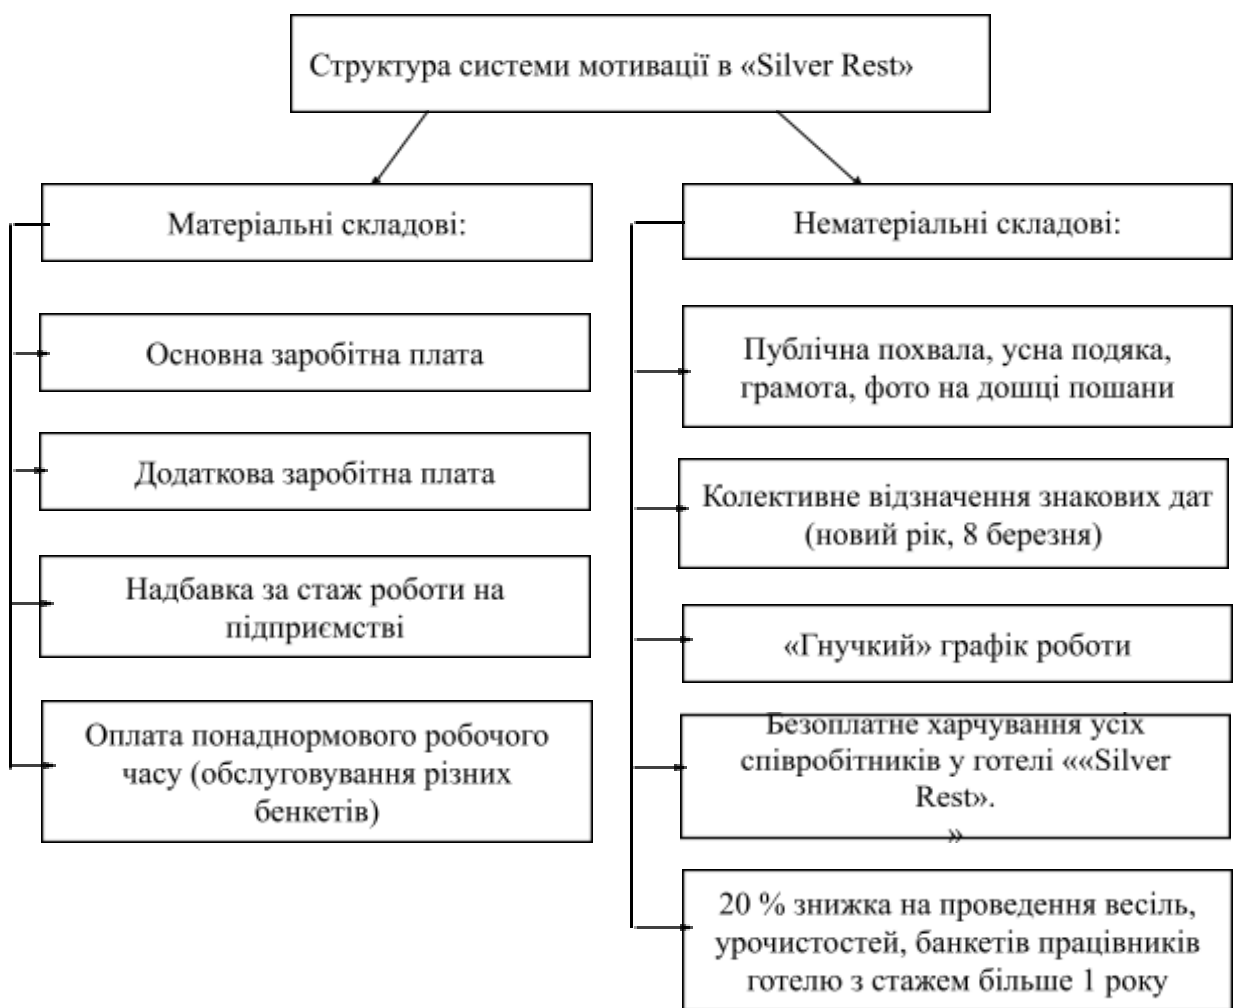 Структура системи мотивації в «Silver Rest»
Матеріальні складові:
Основна заробітна плата
Додаткова заробітна плата
Надбавка за стаж роботи на
підприємстві
Оплата понаднормового робочого
часу (обслуговування різних
бенкетів)
Нематеріальні складові:
Публічна похвала, усна подяка,
грамота, фото на дошці пошани
Колективне відзначення знакових дат
(новий рік, 8 березня)
«Гнучкий» графік роботи
Безоплатне харчування усіх
співробітників у готелі ««Silver
Rest».
»
20 % знижка на проведення весіль,
урочистостей, банкетів працівників
готелю з стажем більше 1 року